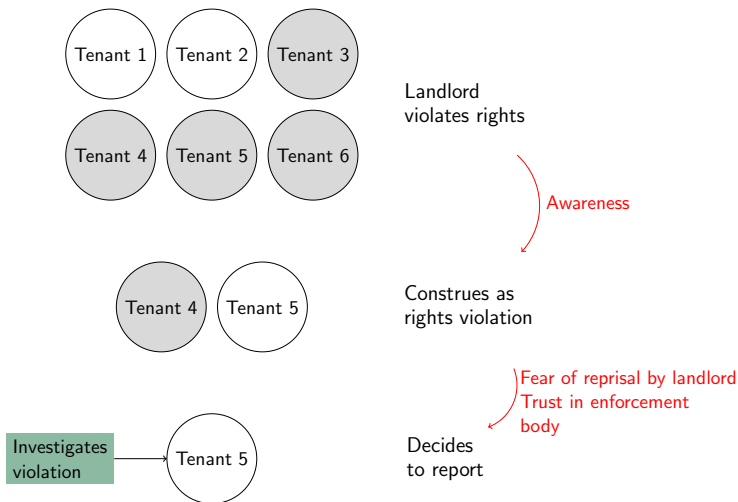 Tenant 1
Tenant 2
Tenant 3
Landlord
violates rights
Tenant 4
Tenant 5
Tenant 6
Awareness
Tenant 4
Tenant 5
Construes as
rights violation
Fear of reprisal by landlord
Trust in enforcement
body
Investigates
violation
Tenant 5
Decides
to report